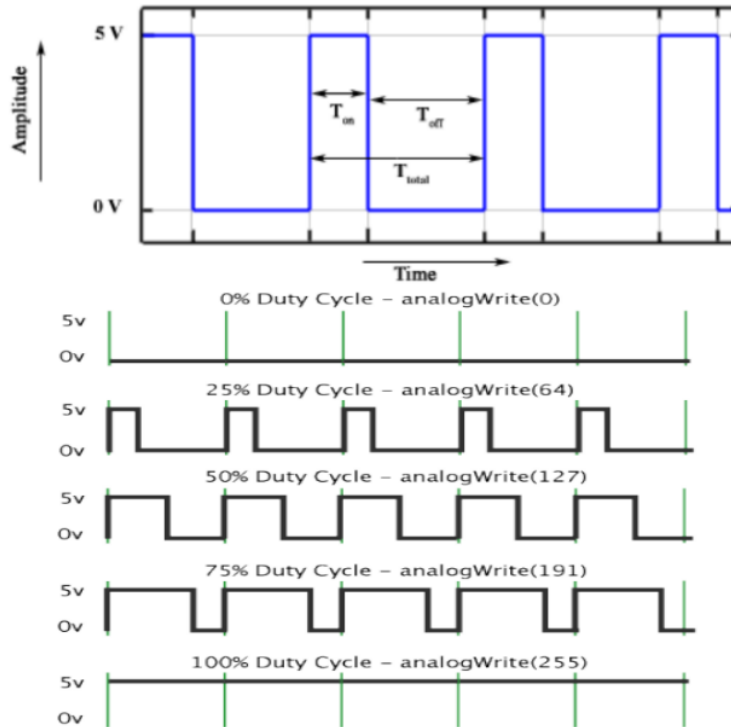 5 V
Amplitude
T_on
T_off
T_total
0 V
Time
0% Duty Cycle – analogWrite(0)
5v
0v
25% Duty Cycle – analogWrite(64)
5v
0v
50% Duty Cycle – analogWrite(127)
5v
0v
75% Duty Cycle – analogWrite(191)
5v
0v
100% Duty Cycle – analogWrite(255)
5v
0v